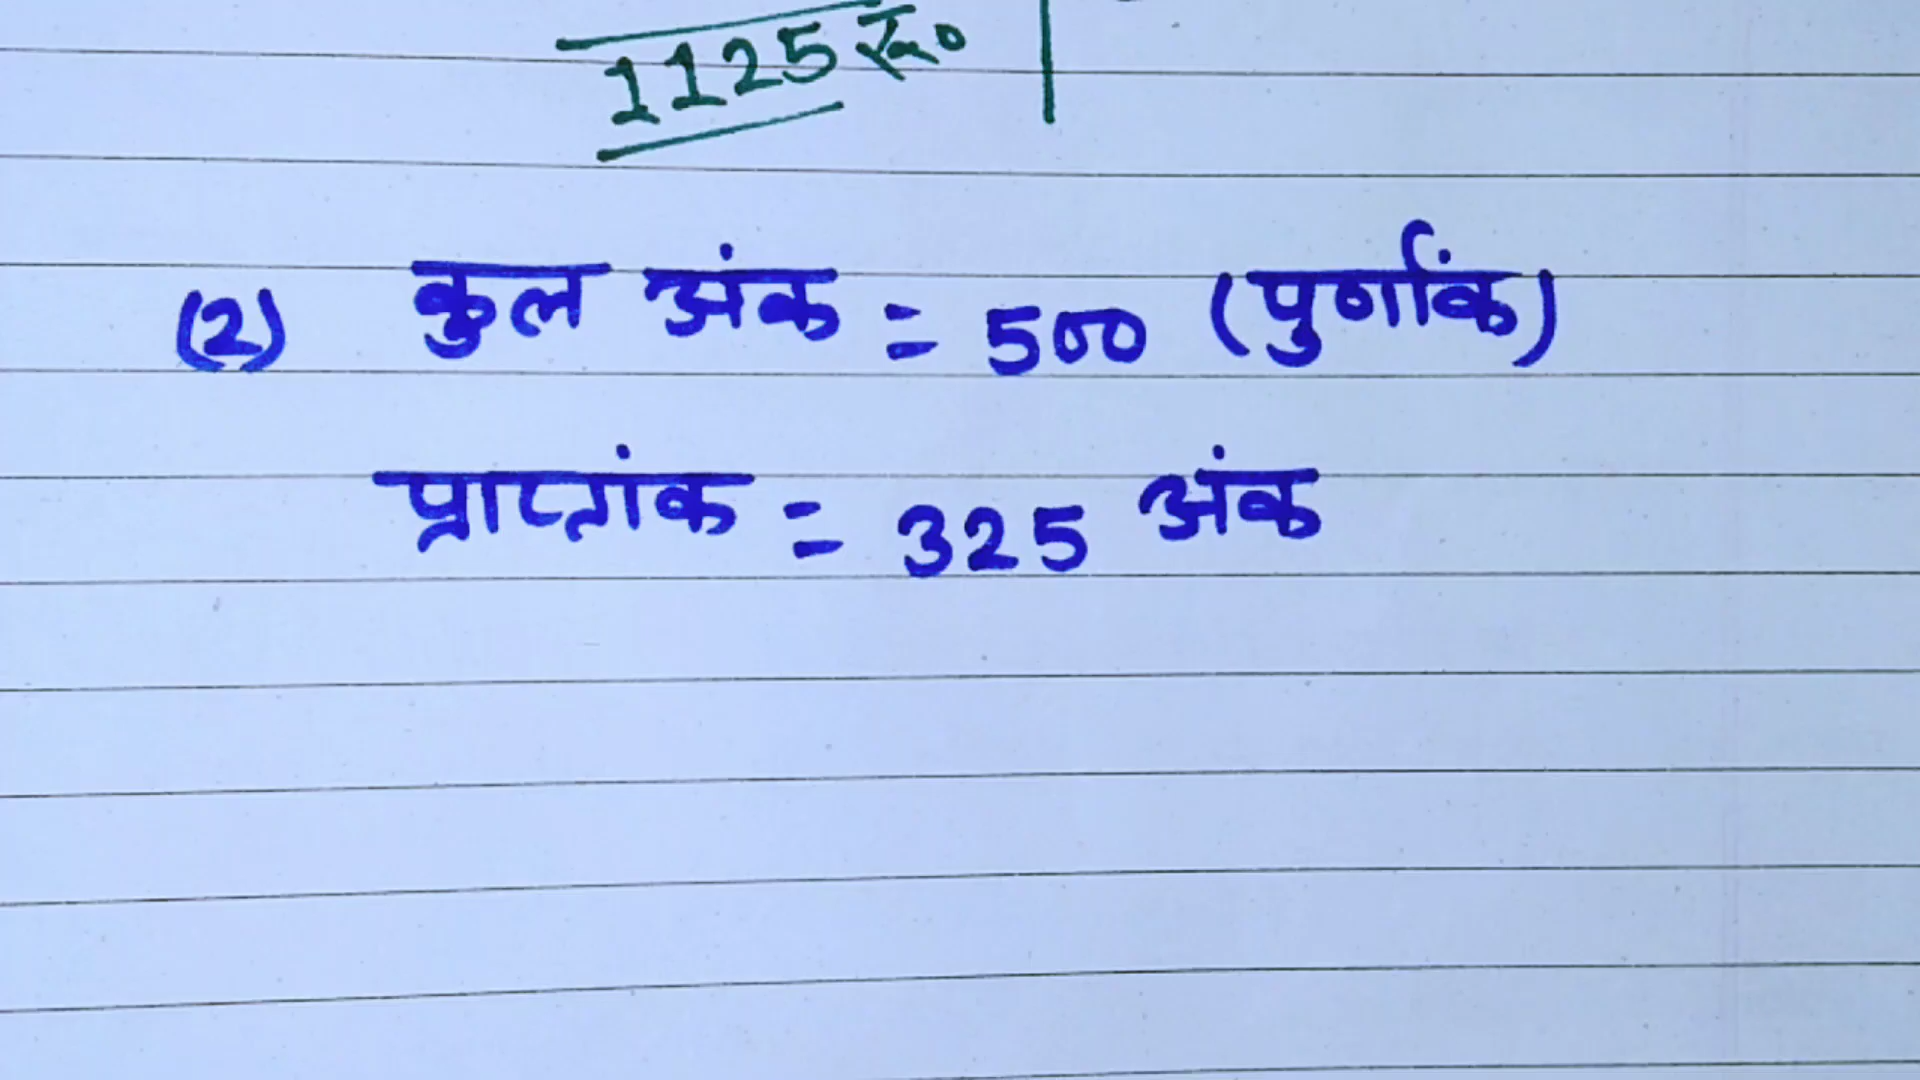 1125 रू०
(2) कुल अंक = 500 (पुर्णांक)
प्राप्तांक = 325 अंक